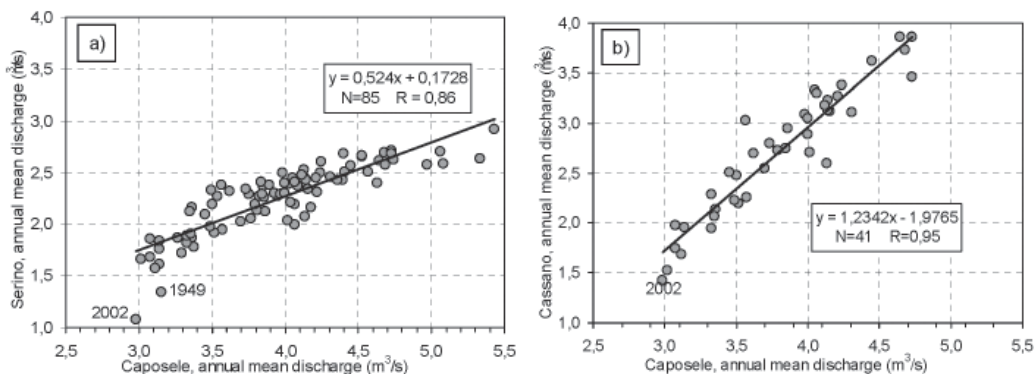 a)
Serino, annual mean discharge (m³/s)
4,0
3,5
3,0
2,5
2,0
1,5
1,0
y = 0,524x + 0,1728
N=85 R = 0,86
1949
2002
2,5 3,0 3,5 4,0 4,5 5,0 5,5
Caposele, annual mean discharge (m³/s)
b)
Cassano, annual mean discharge (m³/s)
4,0
3,5
3,0
2,5
2,0
1,5
1,0
y = 1,2342x - 1,9765
N=41 R=0,95
2002
2,5 3,0 3,5 4,0 4,5 5,0 5,5
Caposele, annual mean discharge (m³/s)